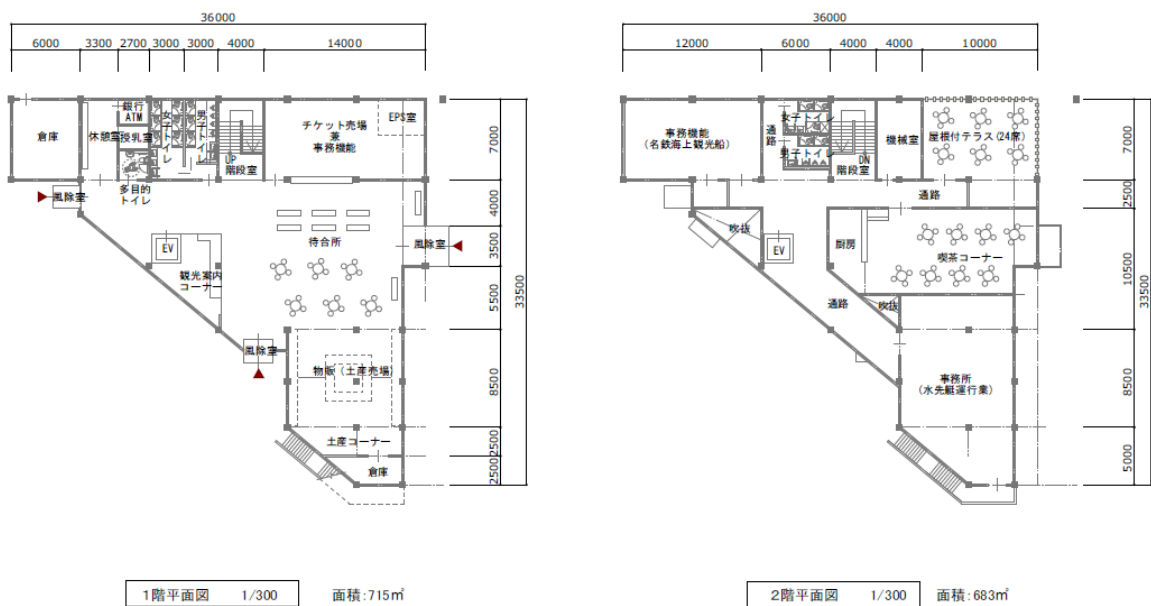 36000
6000 3300 2700 3000 3000 4000 14000
倉庫
休憩室
銀行
ATM
授乳室
多目的
トイレ
女子トイレ
男子トイレ
UP
階段室
チケット売場
兼
事務機能
EPS室
風除室
EV
観光案内
コーナー
待合所
風除室
風除室
物販（土産売場）
土産コーナー
倉庫
7000
4000
3500
5500
8500
2500
2500
33500
1階平面図 1/300 面積:715㎡
36000
12000 6000 4000 4000 10000
事務機能
（名鉄海上観光船）
通路
女子トイレ
男子トイレ
DN
階段室
機械室
屋根付テラス(24席)
通路
吹抜
EV
厨房
喫茶コーナー
通路
吹抜
事務所
（水先艇運行業）
7000
2500
10500
8500
5000
33500
2階平面図 1/300 面積:683㎡